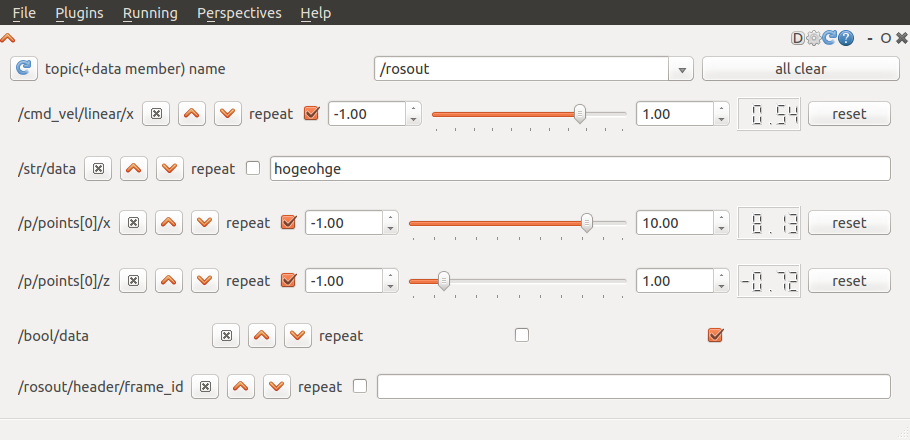 File Plugins Running Perspectives Help
D - O
topic(+data member) name /rosout all clear
/cmd_vel/linear/x repeat -1.00 1.00 0.54 reset
/str/data repeat hogeohge
/p/points[0]/x repeat -1.00 10.00 8.13 reset
/p/points[0]/z repeat -1.00 1.00 -0.72 reset
/bool/data repeat
/rosout/header/frame_id repeat